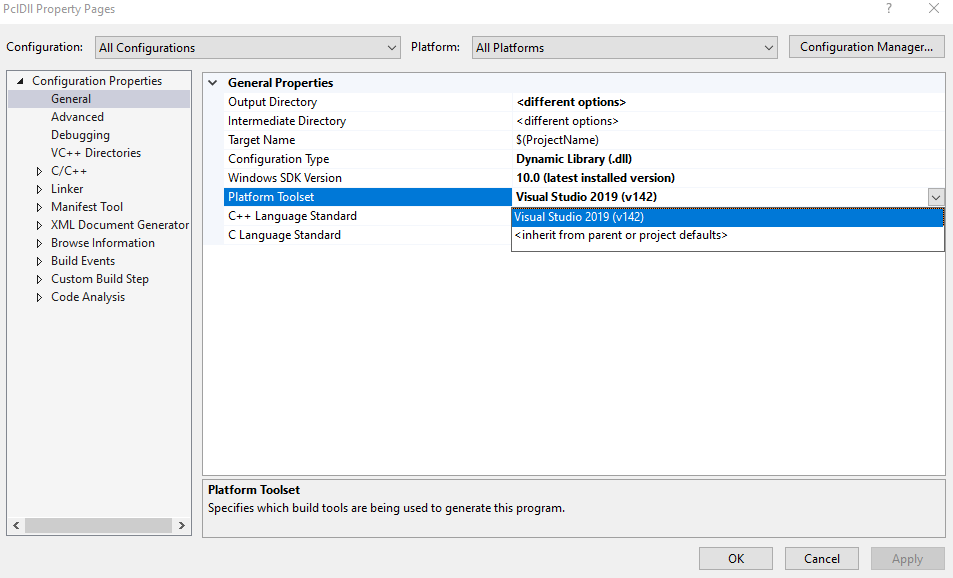 PclDll Property Pages
?
Configuration: All Configurations Platform: All Platforms Configuration Manager...
Configuration Properties
General
Advanced
Debugging
VC++ Directories
C/C++
Linker
Manifest Tool
XML Document Generator
Browse Information
Build Events
Custom Build Step
Code Analysis
General Properties
Output Directory <different options>
Intermediate Directory <different options>
Target Name $(ProjectName)
Configuration Type Dynamic Library (.dll)
Windows SDK Version 10.0 (latest installed version)
Platform Toolset Visual Studio 2019 (v142)
C++ Language Standard Visual Studio 2019 (v142)
C Language Standard <inherit from parent or project defaults>
Platform Toolset
Specifies which build tools are being used to generate this program.
OK Cancel Apply